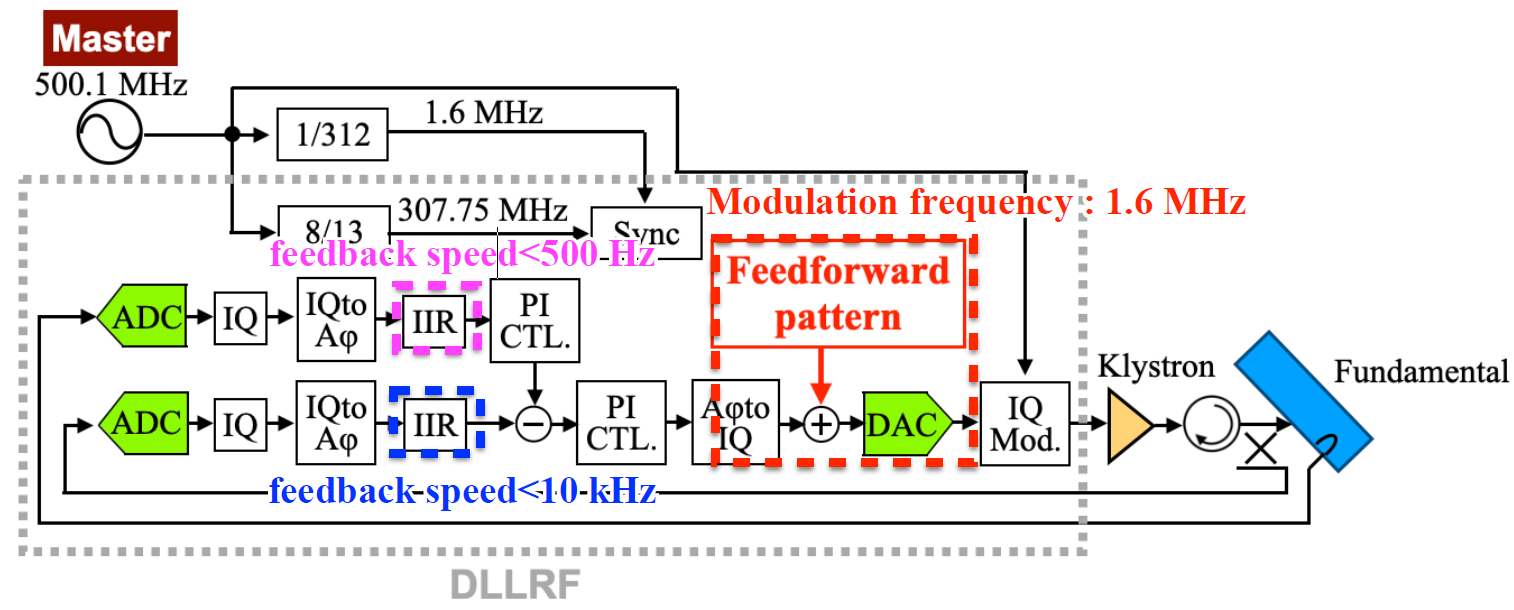 Master
500.1 MHz
1/312
1.6 MHz
8/13
307.75 MHz
Sync
Modulation frequency : 1.6 MHz
feedback speed<500 Hz
Feedforward
pattern
ADC
IQ
IQto
Aφ
IIR
PI
CTL.
ADC
IQ
IQto
Aφ
IIR
−
PI
CTL.
Aφto
IQ
+
DAC
IQ
Mod.
Klystron
Fundamental
feedback speed<10 kHz
DLLRF